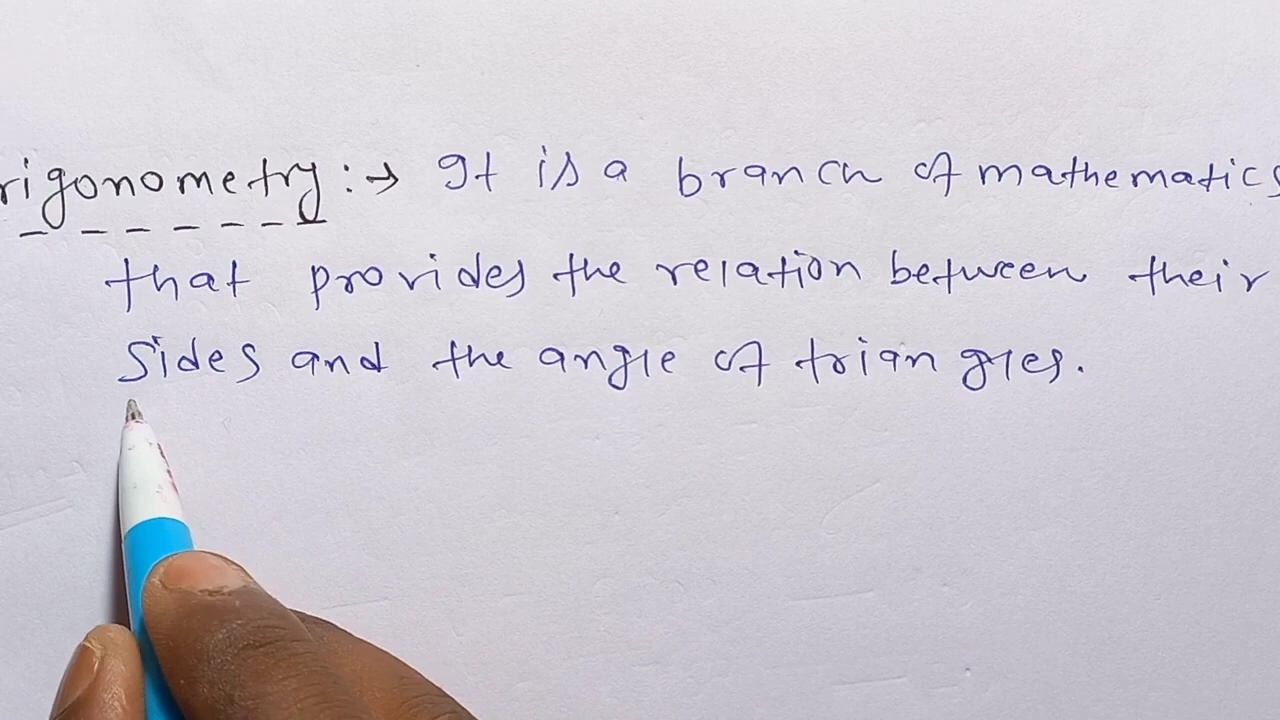 rigonometry :→ It is a branch of mathematics
that provides the relation between their
sides and the angle of triangles.